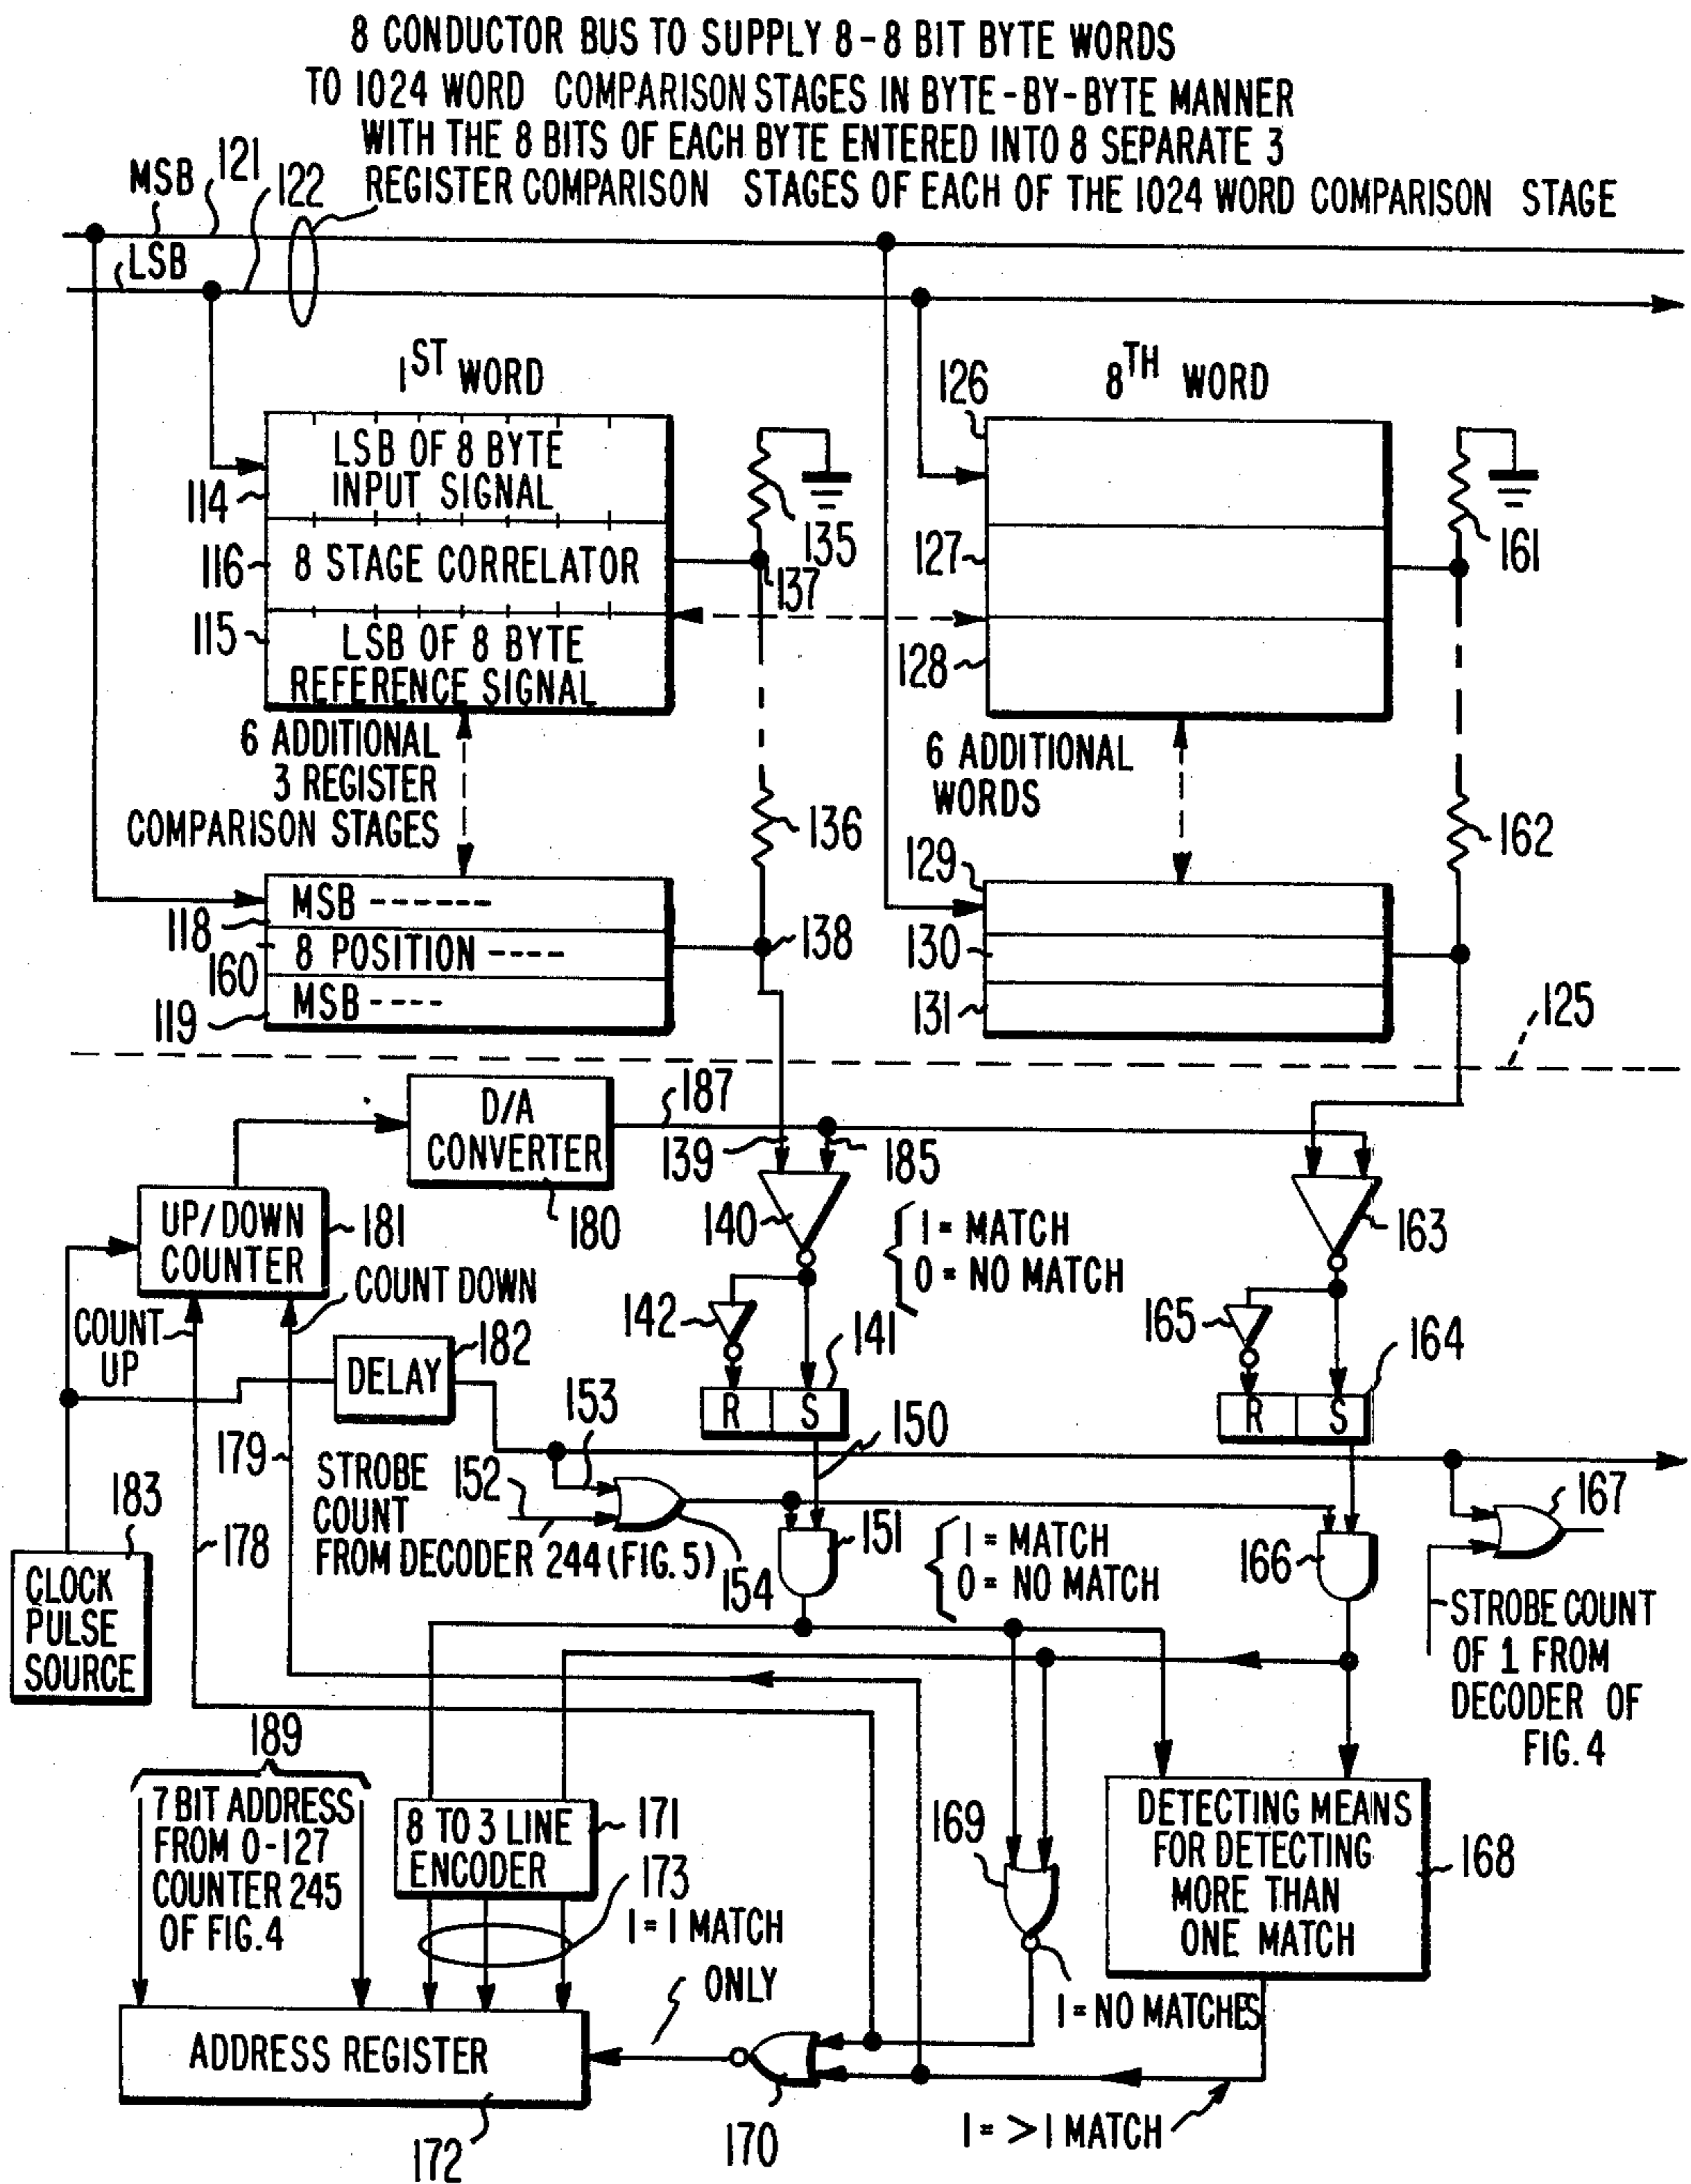 8 CONDUCTOR BUS TO SUPPLY 8-8 BIT BYTE WORDS
TO 1024 WORD COMPARISON STAGES IN BYTE-BY-BYTE MANNER
WITH THE 8 BITS OF EACH BYTE ENTERED INTO 8 SEPARATE 3
REGISTER COMPARISON STAGES OF EACH OF THE 1024 WORD COMPARISON STAGE
MSB 121 122
LSB
1ST WORD
8TH WORD
126
LSB OF 8 BYTE
INPUT SIGNAL
114
135
161
116
8 STAGE CORRELATOR
137
127
115
LSB OF 8 BYTE
REFERENCE SIGNAL
128
6 ADDITIONAL
3 REGISTER
COMPARISON STAGES
6 ADDITIONAL
WORDS
136
162
129
118
MSB ------
138
160
8 POSITION ----
130
119
MSB ----
131
125
D/A
CONVERTER
187
139
185
180
UP/DOWN
COUNTER
181
140
1 = MATCH
0 = NO MATCH
163
COUNT DOWN
COUNT
UP
142
141
165
164
DELAY
182
R S
R S
153
150
179
STROBE
COUNT
FROM DECODER 244 (FIG. 5)
152
154
151
1 = MATCH
0 = NO MATCH
166
167
183
178
CLOCK
PULSE
SOURCE
STROBE COUNT
OF 1 FROM
DECODER OF
FIG. 4
189
7 BIT ADDRESS
FROM 0-127
COUNTER 245
OF FIG. 4
8 TO 3 LINE
ENCODER
171
173
1 = 1 MATCH
ONLY
169
DETECTING MEANS
FOR DETECTING
MORE THAN
ONE MATCH
168
1 = NO MATCHES
ADDRESS REGISTER
172
170
1 = > 1 MATCH